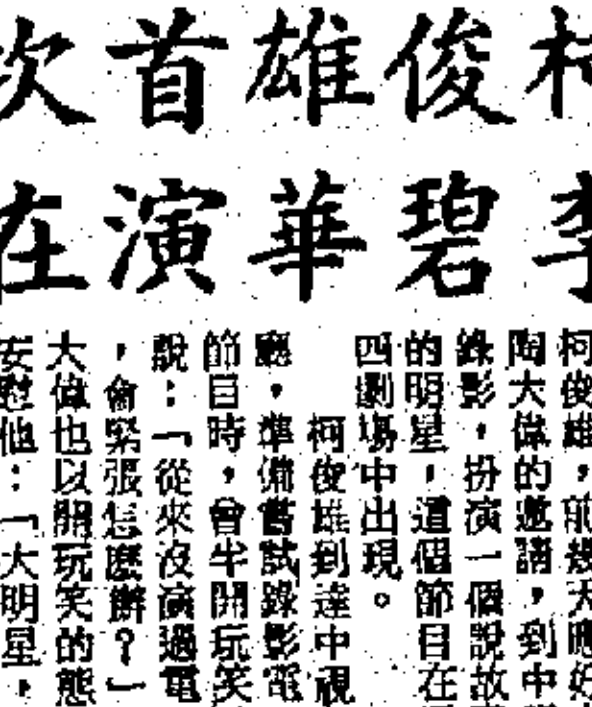 柯俊雄首次
李碧華演在
柯俊雄，前幾天應好
陶大偉的邀請，到中
錄影，扮演一個說故
的明星，這個節目在
四劇場中出現。
柯俊雄到達中視
廳，準備嘗試錄影電
節目時，曾半開玩笑
說：「從來沒演過電
，會緊張怎麼辦？」
大偉也以開玩笑的態
安慰他：「大明星，